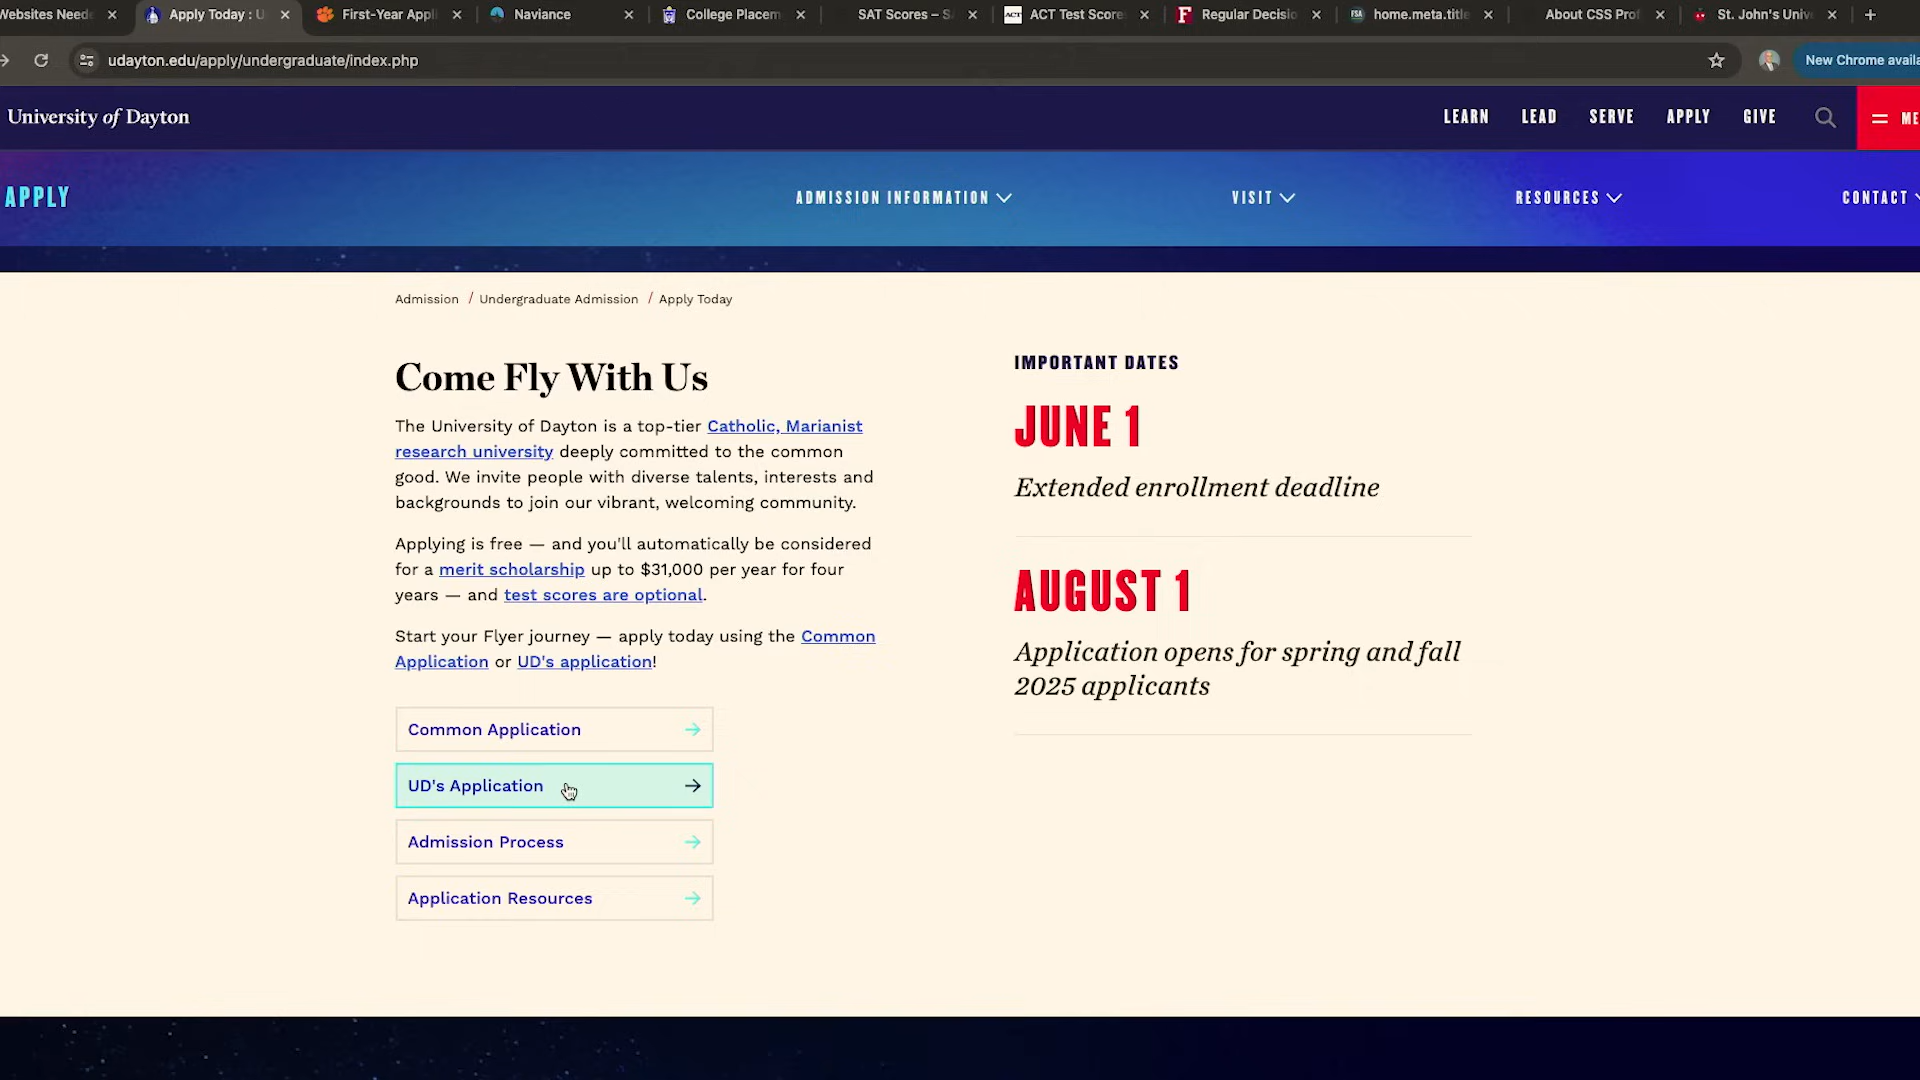 Websites Neede
Apply Today : U
First-Year Appli
Naviance
College Placem
SAT Scores – SA
ACT Test Scores
Regular Decisio
home.meta.title
About CSS Prof
St. John's Unive
udayton.edu/apply/undergraduate/index.php
New Chrome availa
University of Dayton
LEARN
LEAD
SERVE
APPLY
GIVE
ME
APPLY
ADMISSION INFORMATION
VISIT
RESOURCES
CONTACT
Admission / Undergraduate Admission / Apply Today
Come Fly With Us
The University of Dayton is a top-tier Catholic, Marianist
research university deeply committed to the common
good. We invite people with diverse talents, interests and
backgrounds to join our vibrant, welcoming community.
Applying is free — and you'll automatically be considered
for a merit scholarship up to $31,000 per year for four
years — and test scores are optional.
Start your Flyer journey — apply today using the Common
Application or UD's application!
Common Application
UD's Application
Admission Process
Application Resources
IMPORTANT DATES
JUNE 1
Extended enrollment deadline
AUGUST 1
Application opens for spring and fall
2025 applicants